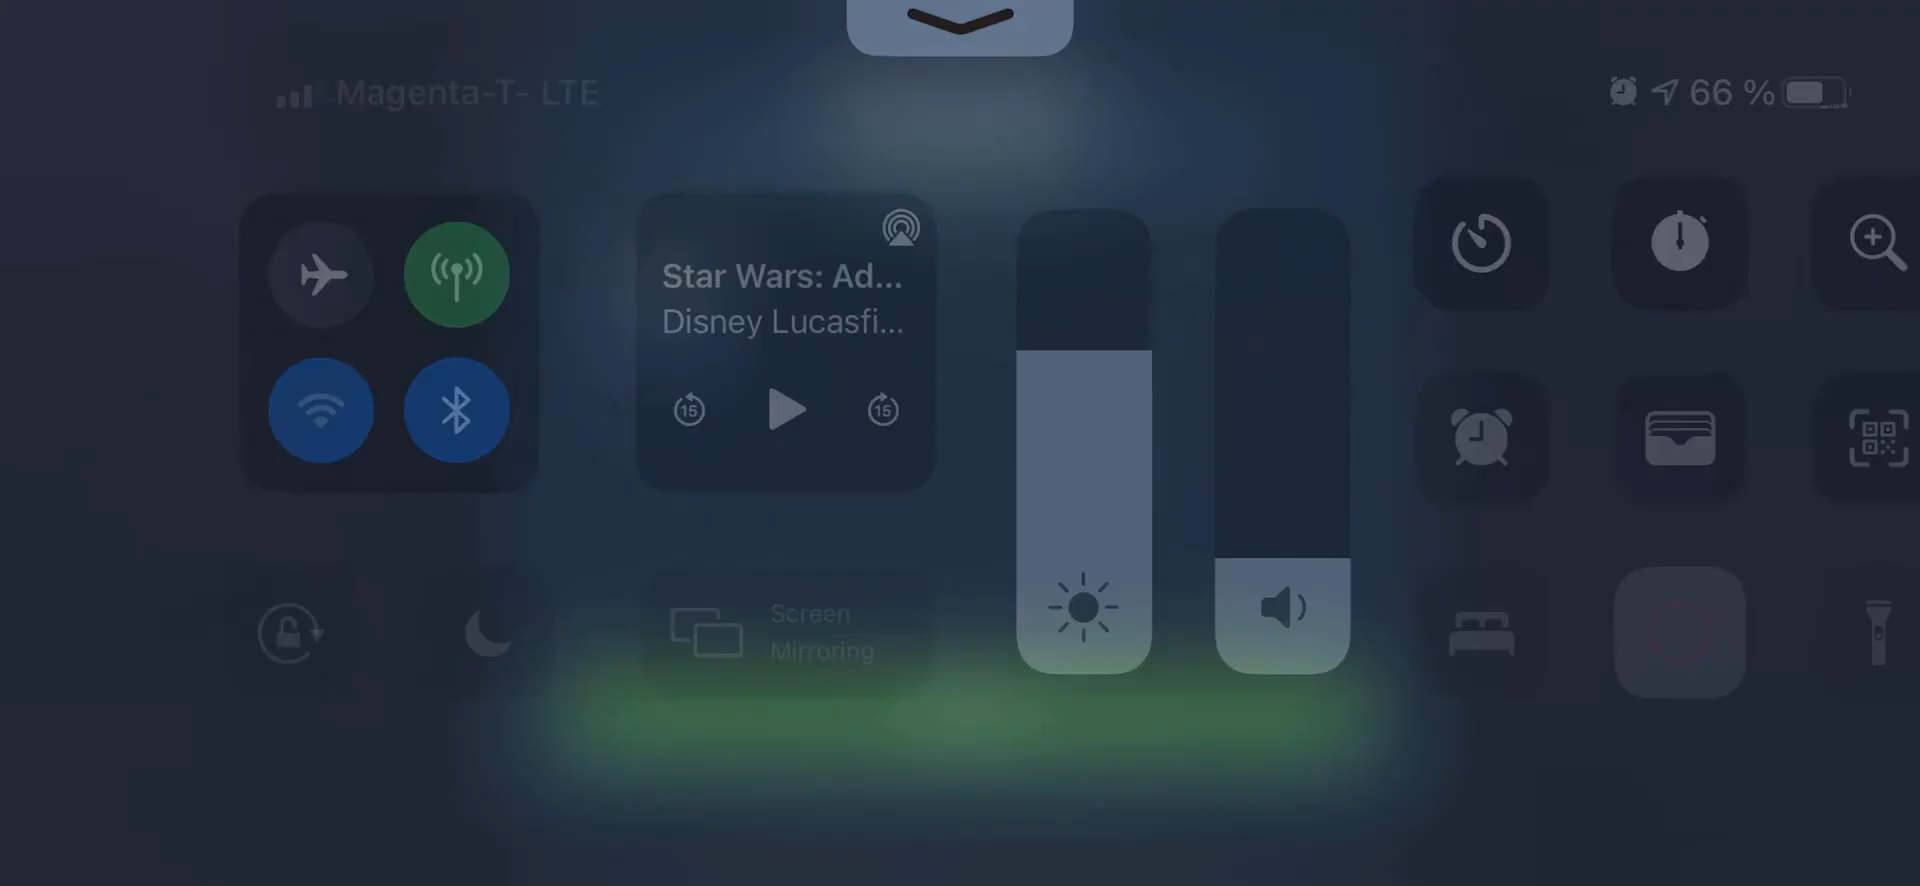 Magenta-T- LTE
66 %
Star Wars: Ad...
Disney Lucasfi...
15
15
Screen
Mirroring